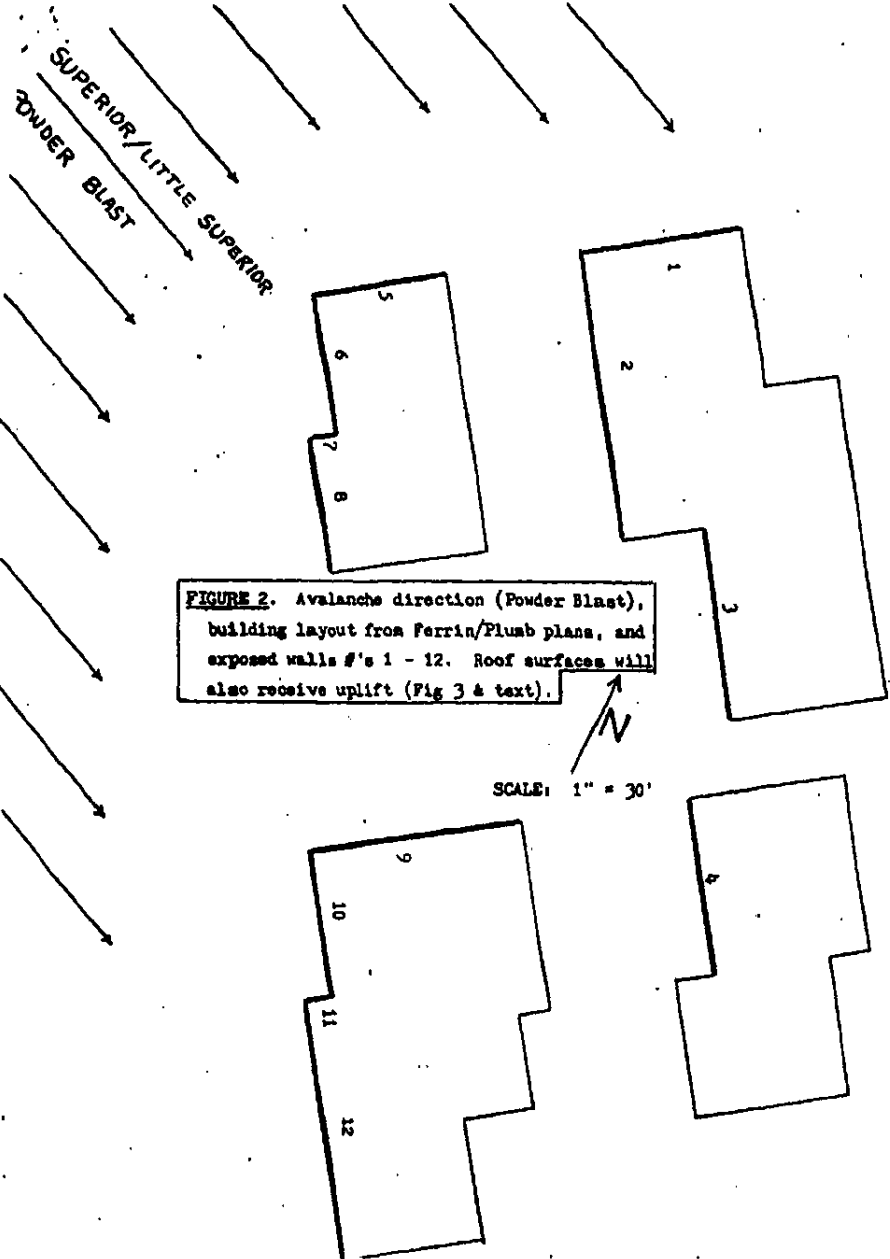 SUPERIOR/LITTLE SUPERIOR
POWDER BLAST
1
2
3
5
6
7
8
FIGURE 2. Avalanche direction (Powder Blast),
building layout from Ferrin/Plumb plans, and
exposed walls #'s 1 - 12. Roof surfaces will
also receive uplift (Fig 3 & text).
N
SCALE: 1" = 30'
4
9
10
11
12